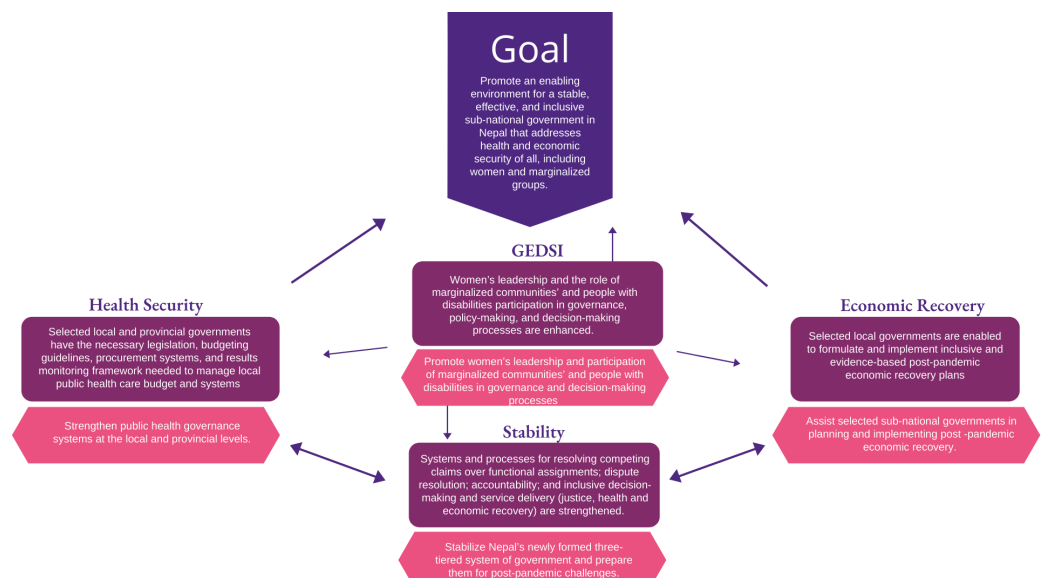 Goal
Promote an enabling
environment for a stable,
effective, and inclusive
sub-national government in
Nepal that addresses
health and economic
security of all, including
women and marginalized
groups.
GEDSI
Women's leadership and the role of
marginalized communities' and people with
disabilities participation in governance,
policy-making, and decision-making
processes are enhanced.
Promote women's leadership and participation
of marginalized communities' and people with
disabilities in governance and decision-making
processes
Health Security
Selected local and provincial governments
have the necessary legislation, budgeting
guidelines, procurement systems, and results
monitoring framework needed to manage local
public health care budget and systems
Strengthen public health governance
systems at the local and provincial levels.
Economic Recovery
Selected local governments are enabled
to formulate and implement inclusive and
evidence-based post-pandemic
economic recovery plans
Assist selected sub-national governments in
planning and implementing post -pandemic
economic recovery.
Stability
Systems and processes for resolving competing
claims over functional assignments; dispute
resolution; accountability; and inclusive decision-
making and service delivery (justice, health and
economic recovery) are strengthened.
Stabilize Nepal's newly formed three-
tiered system of government and prepare
them for post-pandemic challenges.